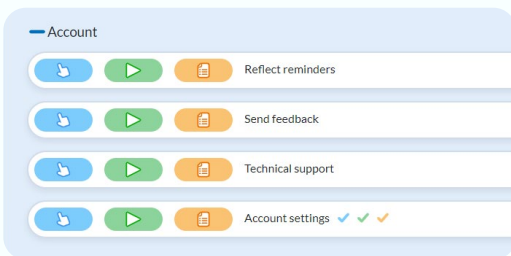 Account
Reflect reminders
Send feedback
Technical support
Account settings